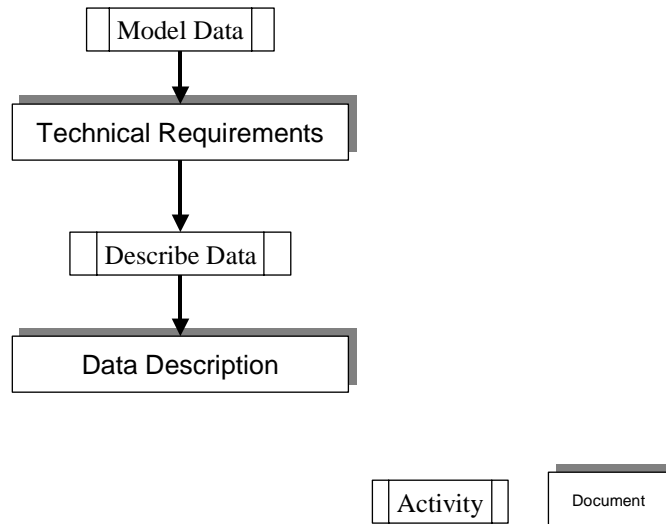 Model Data
Technical Requirements
Describe Data
Data Description
Activity
Document